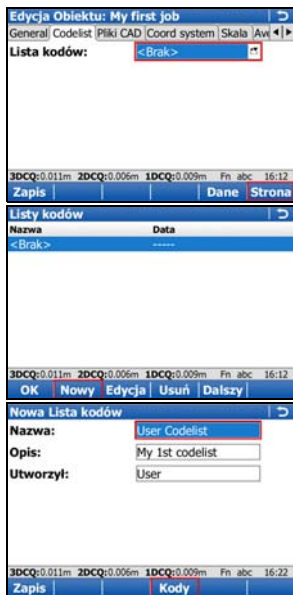 Edycja Obiektu: My first job
General Codelist Pliki CAD Coord system Skala Ave
Lista kodów: <Brak>
3DCQ:0.011m 2DCQ:0.006m 1DCQ:0.009m Fn abc 16:12
Zapis Dane Strona
Listy kodów
Nazwa Data
<Brak> -----
3DCQ:0.011m 2DCQ:0.006m 1DCQ:0.009m Fn abc 16:12
OK Nowy Edycja Usuń Dalszy
Nowa Lista kodów
Nazwa: User Codelist
Opis: My 1st codelist
Utworzył: User
3DCQ:0.011m 2DCQ:0.006m 1DCQ:0.009m Fn abc 16:22
Zapis Kody